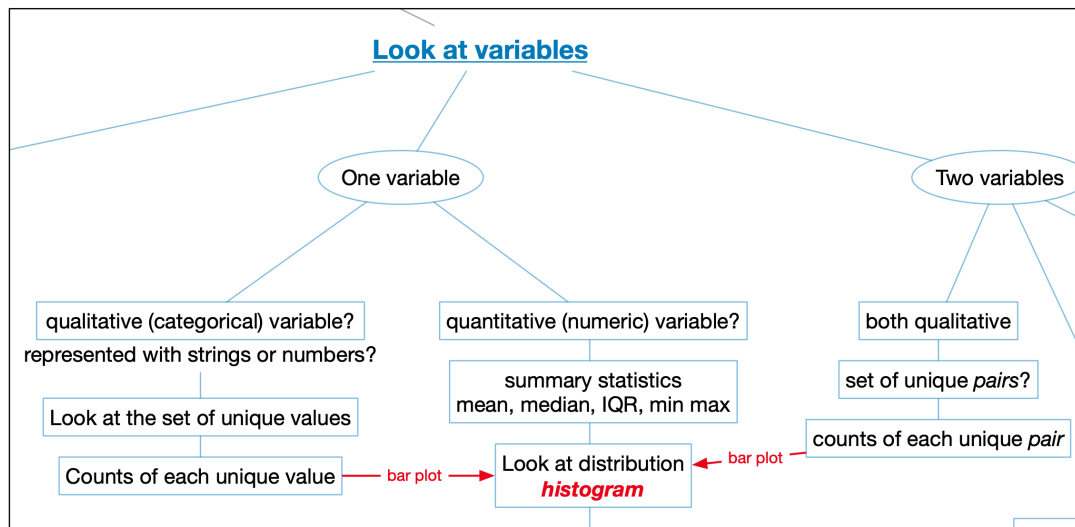 Look at variables
One variable
Two variables
qualitative (categorical) variable?
represented with strings or numbers?
Look at the set of unique values
Counts of each unique value
bar plot
quantitative (numeric) variable?
summary statistics
mean, median, IQR, min max
Look at distribution
histogram
both qualitative
set of unique pairs?
counts of each unique pair
bar plot